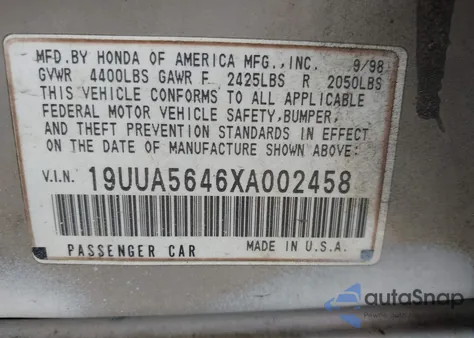 MFD.BY HONDA OF AMERICA MFG.,INC. 9/98
GVWR 4400LBS GAWR F 2425LBS R 2050LBS
THIS VEHICLE CONFORMS TO ALL APPLICABLE
FEDERAL MOTOR VEHICLE SAFETY,BUMPER,
AND THEFT PREVENTION STANDARDS IN EFFECT
ON THE DATE OF MANUFACTURE SHOWN ABOVE:
V.I.N. 19UUA5646XA002458
PASSENGER CAR MADE IN U.S.A.
autoSnap